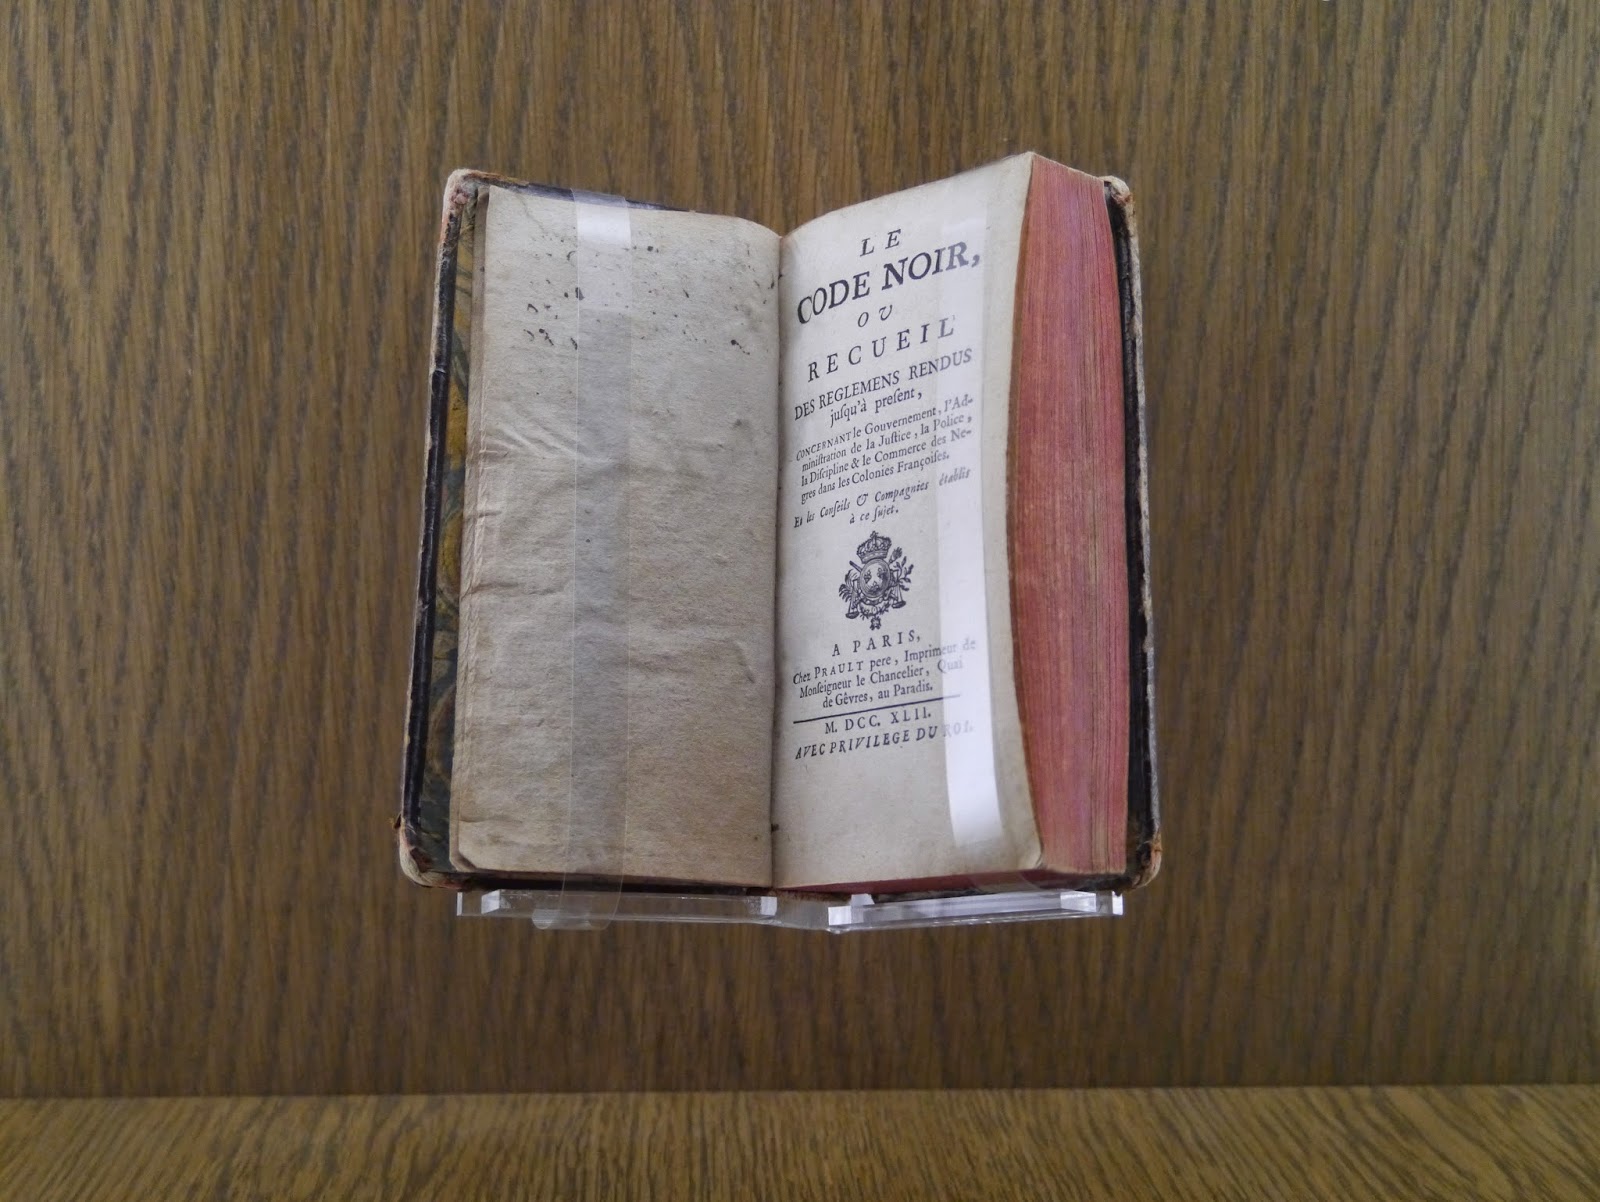 LE
CODE NOIR,
OU
RECUEIL
DES REGLEMENS RENDUS
juſqu'à preſent,
CONCERNANT le Gouvernement, l'Ad-
miniſtration de la Juſtice, la Police,
la Diſcipline & le Commerce des Ne-
gres dans les Colonies Françoiſes.
Et les Conſeils & Compagnies établis
à ce ſujet.
A PARIS,
Chez PRAULT pere, Imprimeur de
Monſeigneur le Chancelier, Quai
de Gêvres, au Paradis.
M. DCC. XLII.
AVEC PRIVILEGE DU ROI.